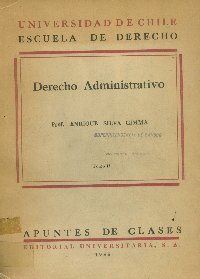 UNIVERSIDAD DE CHILE
ESCUELA DE DERECHO
Derecho Administrativo
Prof. ENRIQUE SILVA CIMMA
APUNTES DE CLASES
EDITORIAL UNIVERSITARIA, S. A.